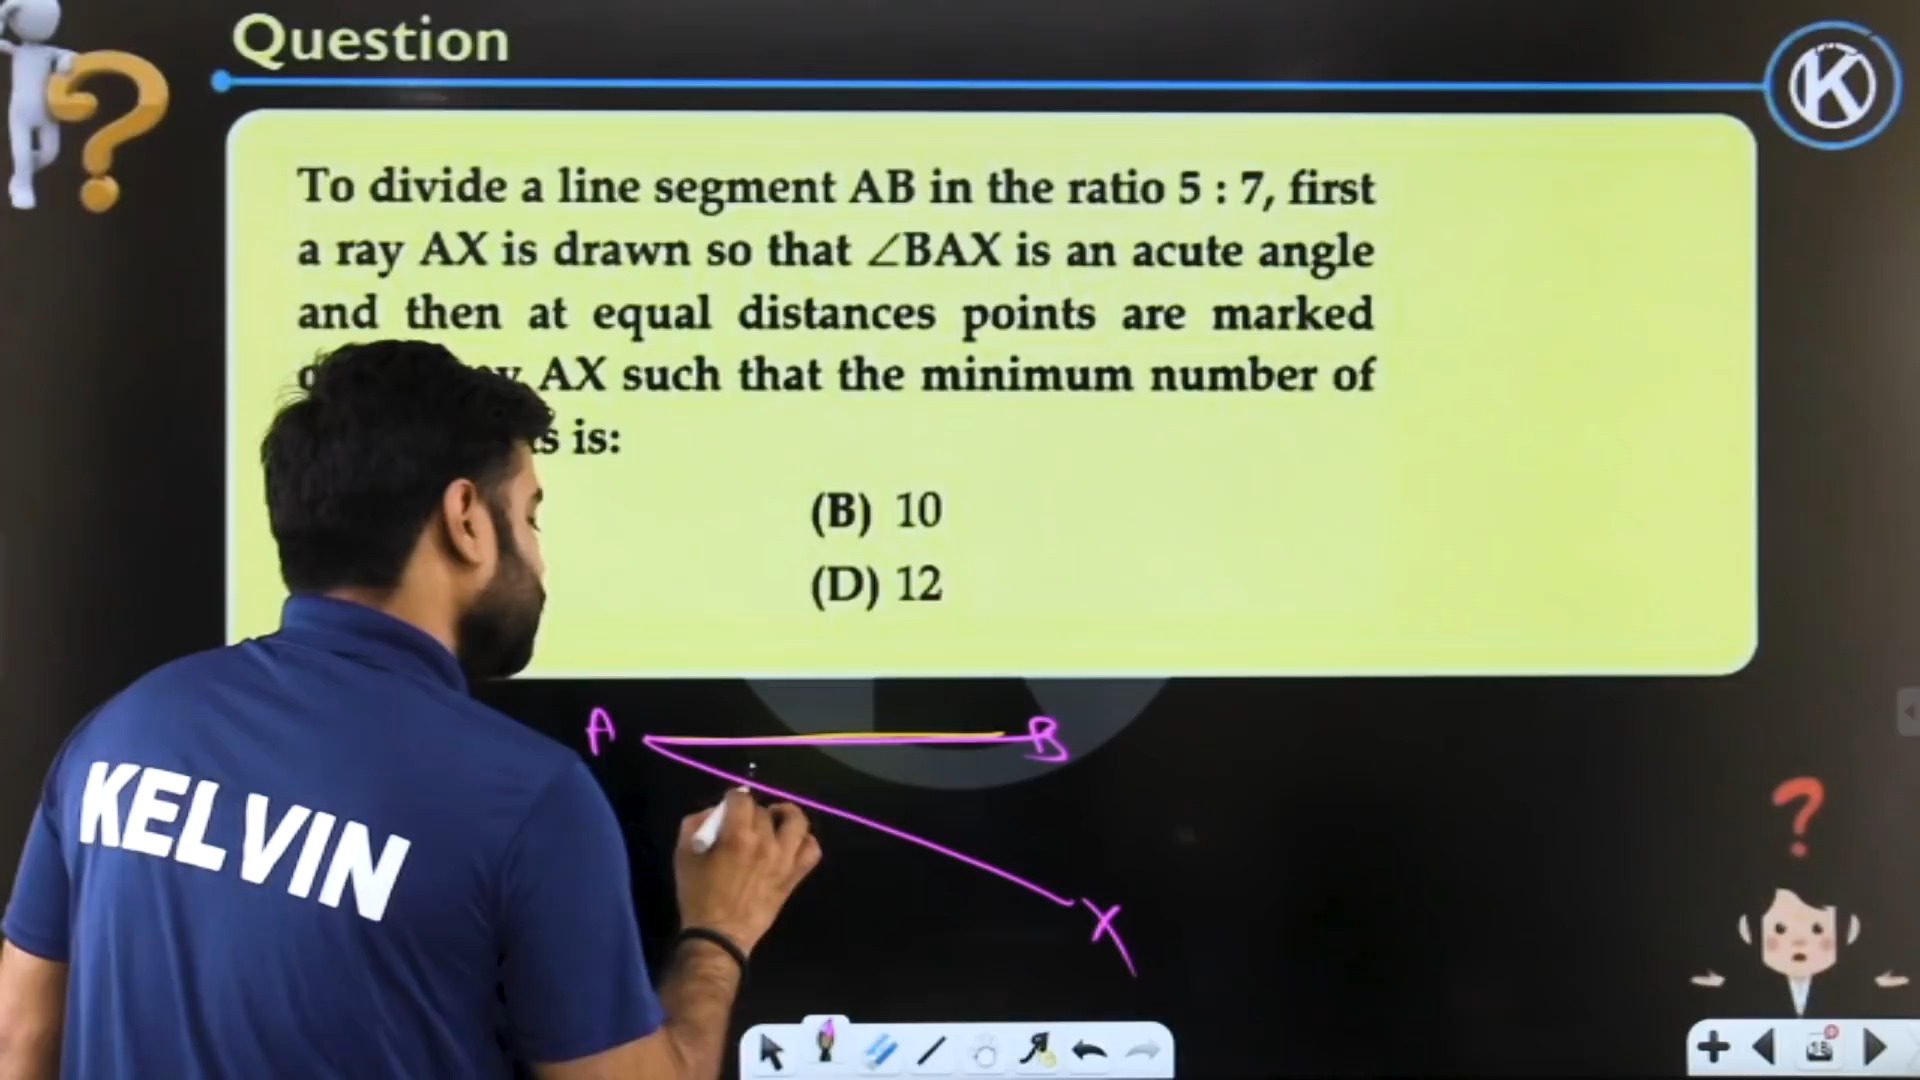 Question
K
To divide a line segment AB in the ratio 5 : 7, first
a ray AX is drawn so that ∠BAX is an acute angle
and then at equal distances points are marked
AX such that the minimum number of
is:
(B) 10
(D) 12
A
B
X
KELVIN